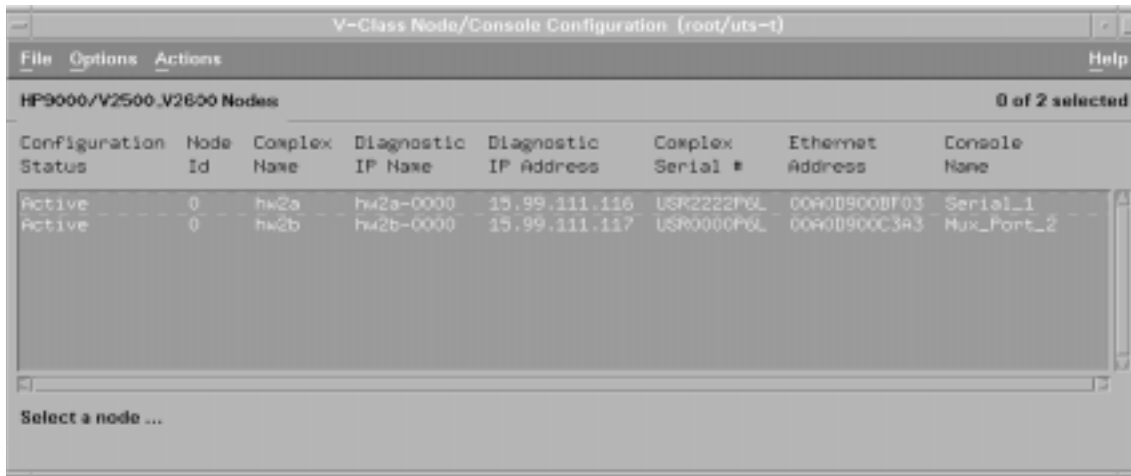 V-Class Node/Console Configuration (root/uts-t)
File Options Actions Help
HP9000/V2500,V2600 Nodes 0 of 2 selected
Configuration Node Complex Diagnostic Diagnostic Complex Ethernet Console
Status Id Name IP Name IP Address Serial # Address Name
Active 0 hw2a hw2a-0000 15.99.111.116 USR2222P6L 00A0D900BF03 Serial_1
Active 0 hw2b hw2b-0000 15.99.111.117 USR0000P6L 00A0D900C3A3 Mux_Port_2
Select a node ...